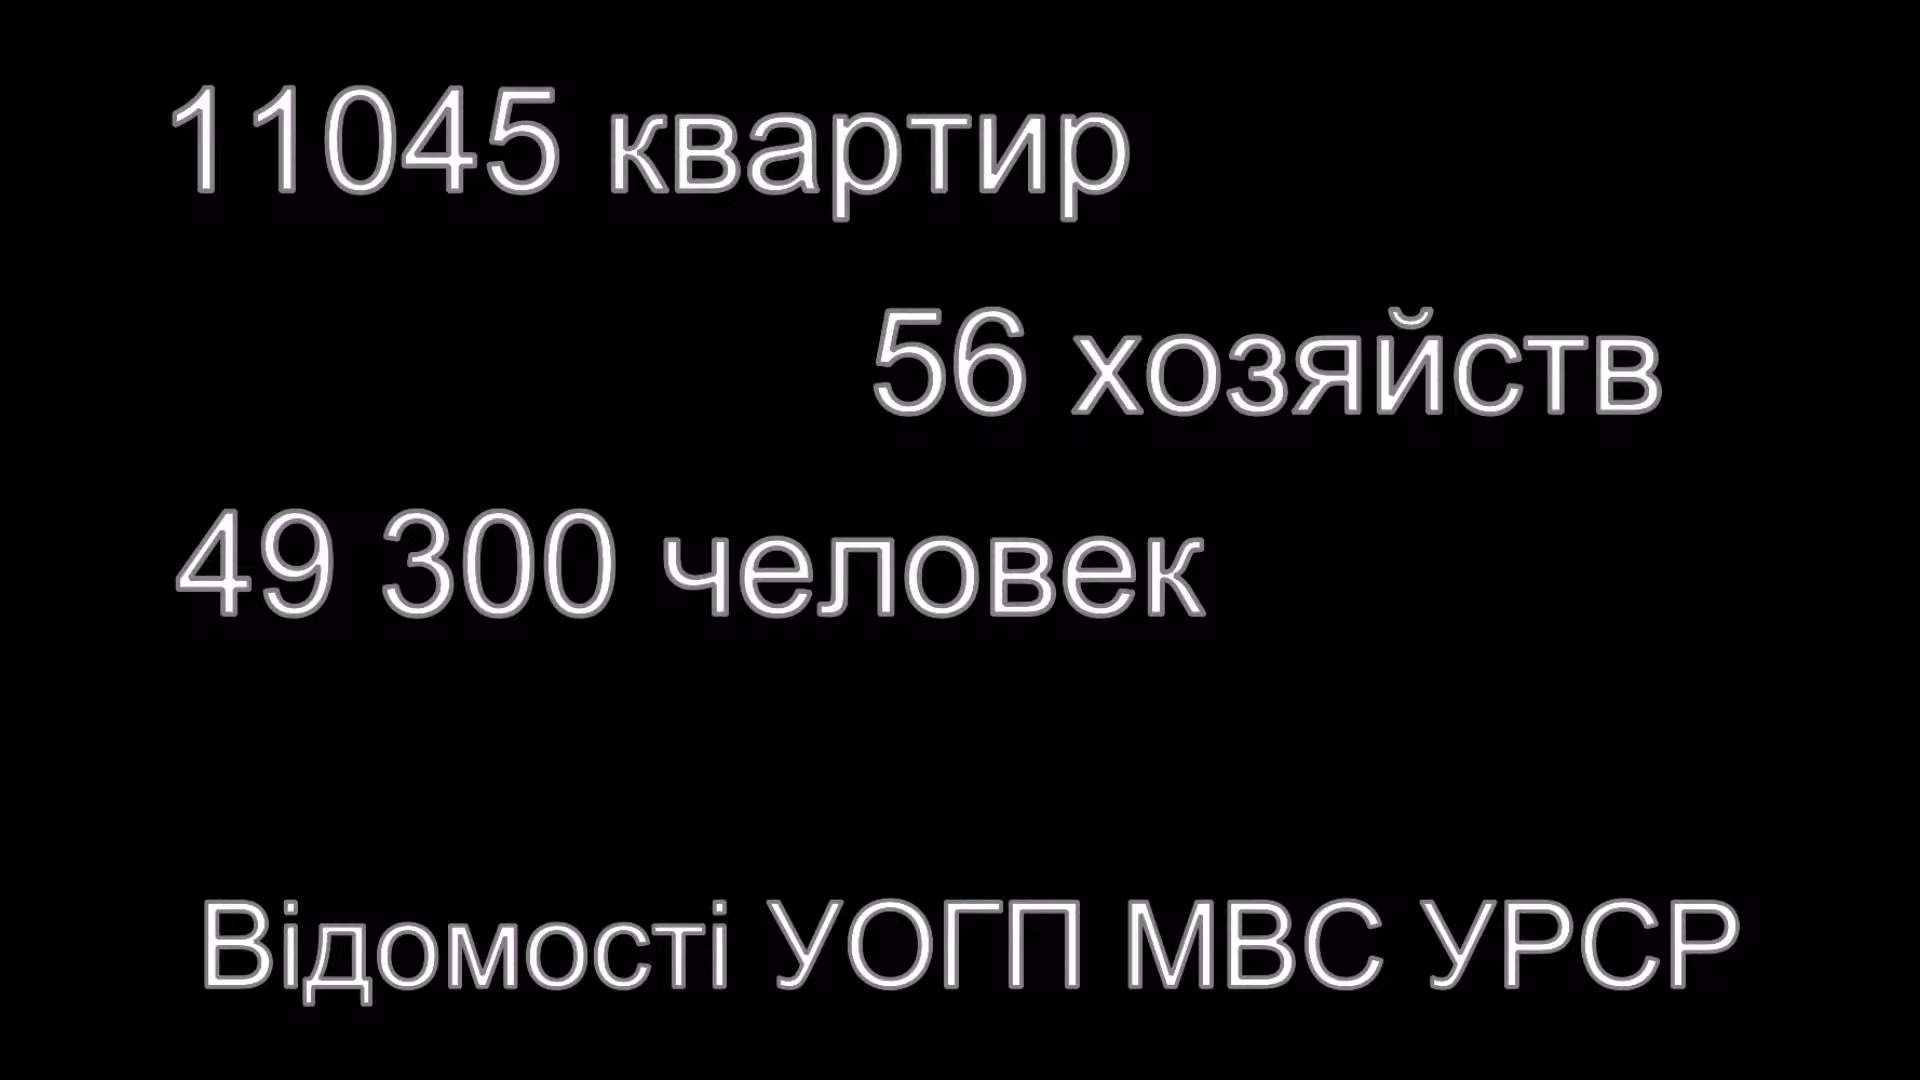 11045 квартир
56 хозяйств
49 300 человек
Відомості УОГП МВС УРСР